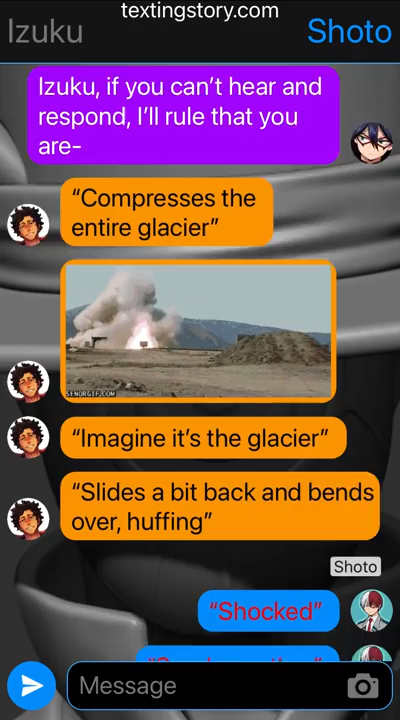 textingstory.com
Izuku
Shoto
Izuku, if you can’t hear and
respond, I’ll rule that you
are-
“Compresses the
entire glacier”
SENORGIF.COM
“Imagine it’s the glacier”
“Slides a bit back and bends
over, huffing”
Shoto
“Shocked”
Message